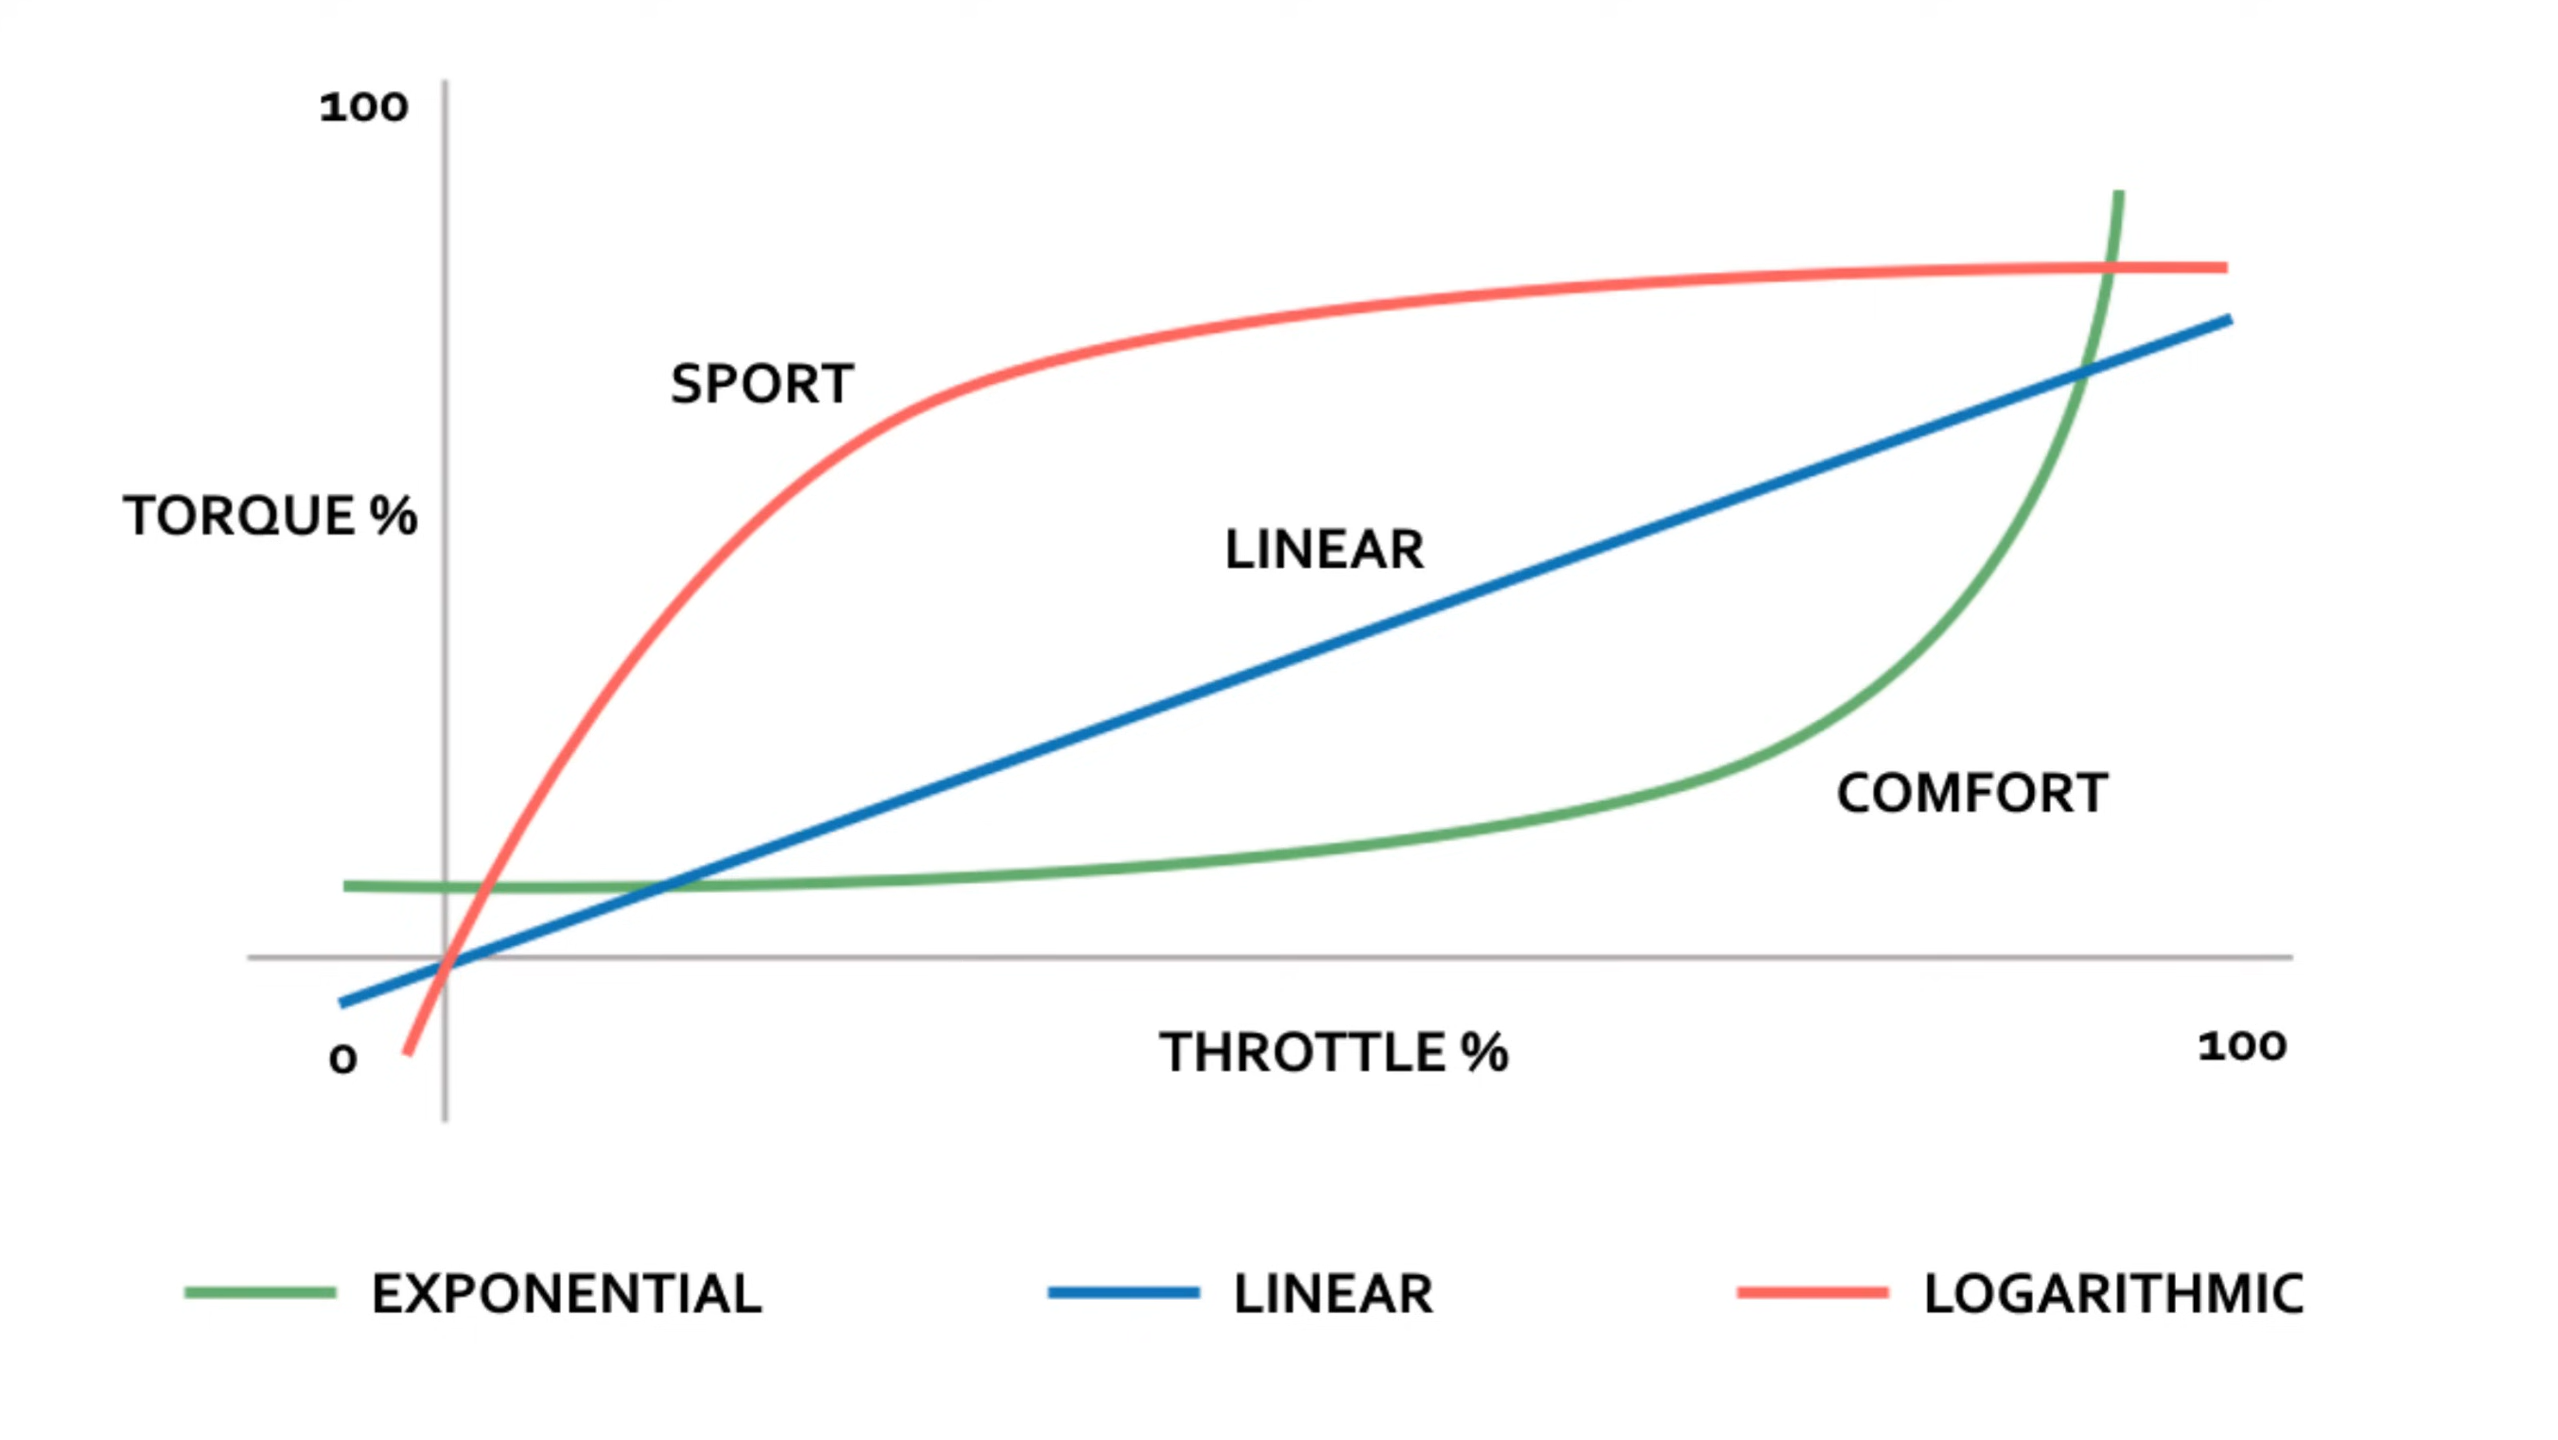 100
SPORT
TORQUE %
LINEAR
COMFORT
0
THROTTLE %
100
EXPONENTIAL
LINEAR
LOGARITHMIC